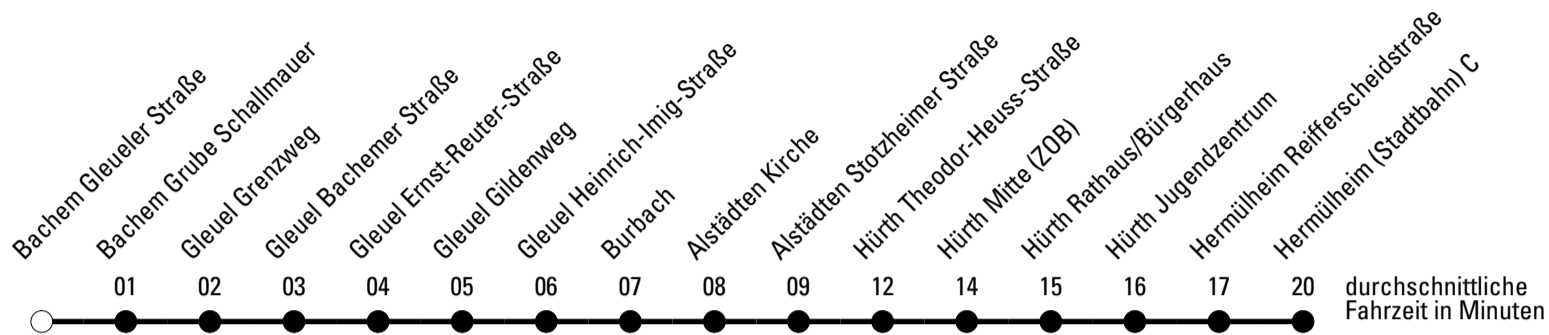 Bachem Gleueler Straße
Bachem Grube Schallmauer
Gleuel Grenzweg
Gleuel Bachemer Straße
Gleuel Ernst-Reuter-Straße
Gleuel Gildenweg
Gleuel Heinrich-Imig-Straße
Burbach
Alstädten Kirche
Alstädten Stotzheimer Straße
Hürth Theodor-Heuss-Straße
Hürth Mitte (ZOB)
Hürth Rathaus/Bürgerhaus
Hürth Jugendzentrum
Hermülheim Reifferscheidstraße
Hermülheim (Stadtbahn) C
01 02 03 04 05 06 07 08 09 12 14 15 16 17 20
durchschnittliche
Fahrzeit in Minuten